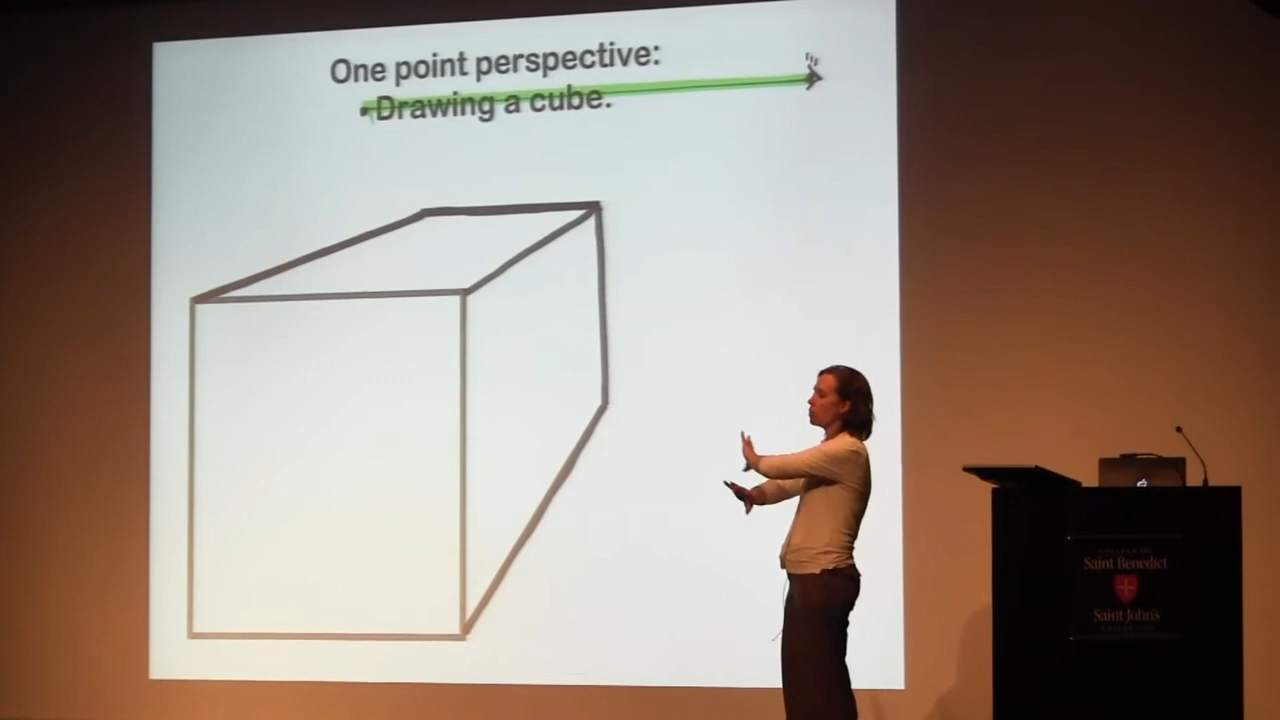 One point perspective:
•Drawing a cube.
Saint Benedict
Saint John's